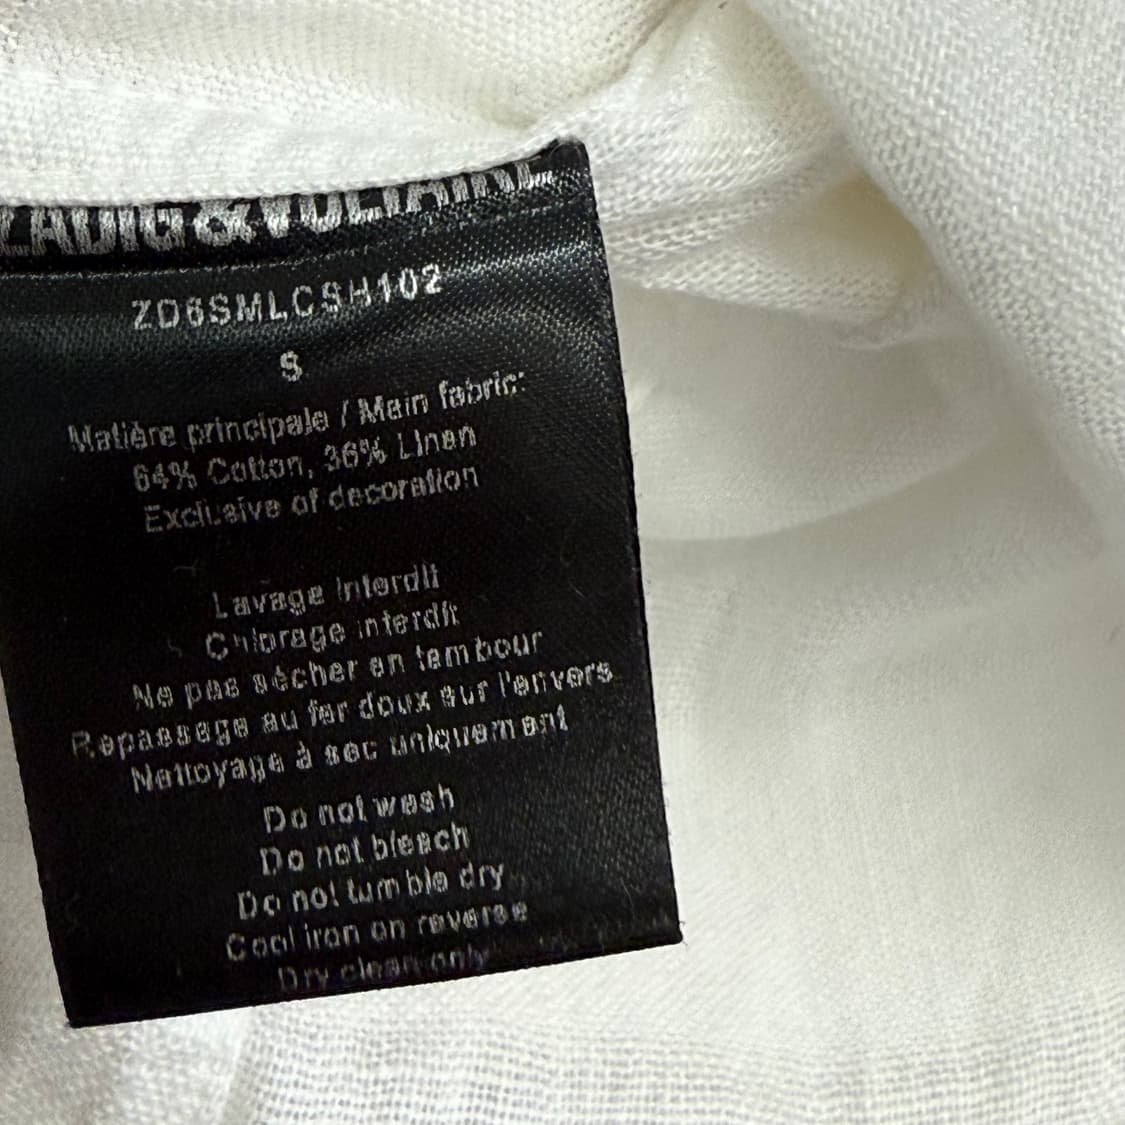 ZADIG&VOLTAIRE
ZD6SMLCSH102
S
Matière principale / Main fabric:
64% Cotton, 36% Linen
Exclusive of decoration
Lavage interdit
Chlorage interdit
Ne pas sécher en tambour
Repassage au fer doux sur l'envers
Nettoyage à sec uniquement
Do not wash
Do not bleach
Do not tumble dry
Cool iron on reverse
Dry clean only